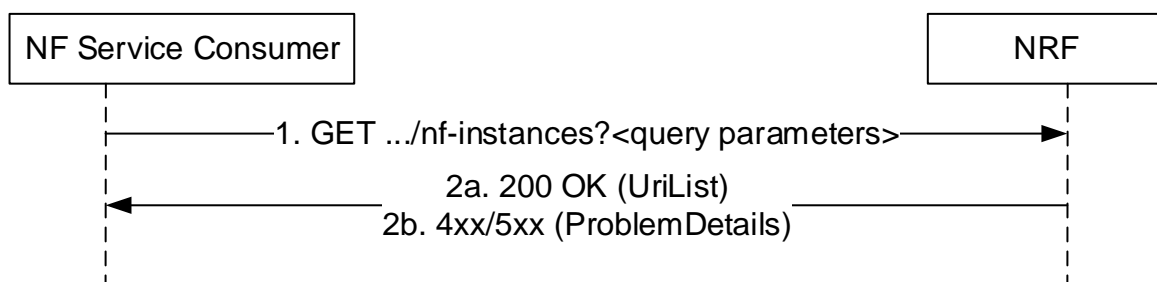 NF Service Consumer
NRF
1. GET .../nf-instances?<query parameters>
2a. 200 OK (UriList)
2b. 4xx/5xx (ProblemDetails)